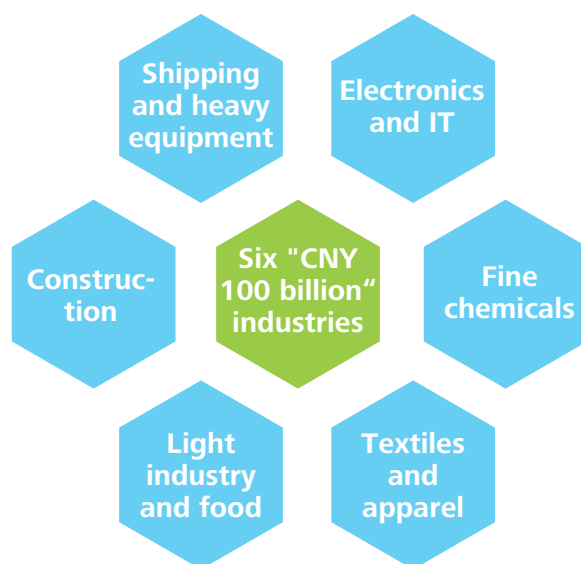 Shipping
and heavy
equipment
Electronics
and IT
Construc-
tion
Six "CNY
100 billion“
industries
Fine
chemicals
Light
industry
and food
Textiles
and
apparel